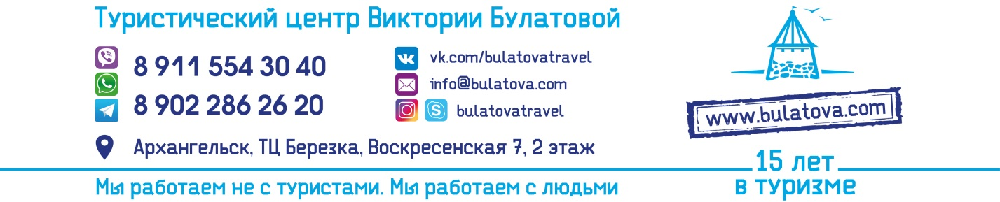 Туристический центр Виктории Булатовой
8 911 554 30 40
8 902 286 26 20
vk.com/bulatovatravel
info@bulatova.com
bulatovatravel
Архангельск, ТЦ Березка, Воскресенская 7, 2 этаж
Мы работаем не с туристами. Мы работаем с людьми
www.bulatova.com
15 лет
в туризме